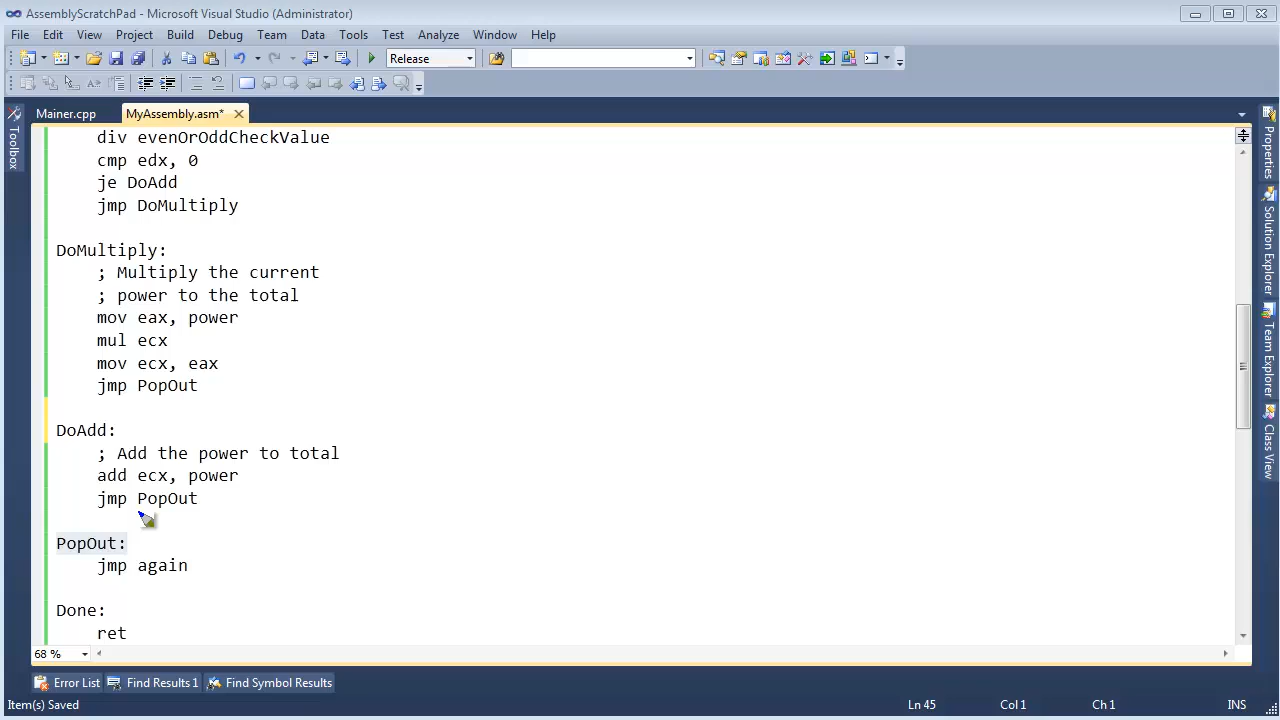 AssemblyScratchPad - Microsoft Visual Studio (Administrator)
File Edit View Project Build Debug Team Data Tools Test Analyze Window Help
Release
Mainer.cpp MyAssembly.asm*
Toolbox
div evenOrOddCheckValue
cmp edx, 0
je DoAdd
jmp DoMultiply
DoMultiply:
; Multiply the current
; power to the total
mov eax, power
mul ecx
mov ecx, eax
jmp PopOut
DoAdd:
; Add the power to total
add ecx, power
jmp PopOut
PopOut:
jmp again
Done:
ret
Properties
Solution Explorer
Team Explorer
Class View
68 %
Error List Find Results 1 Find Symbol Results
Item(s) Saved Ln 45 Col 1 Ch 1 INS